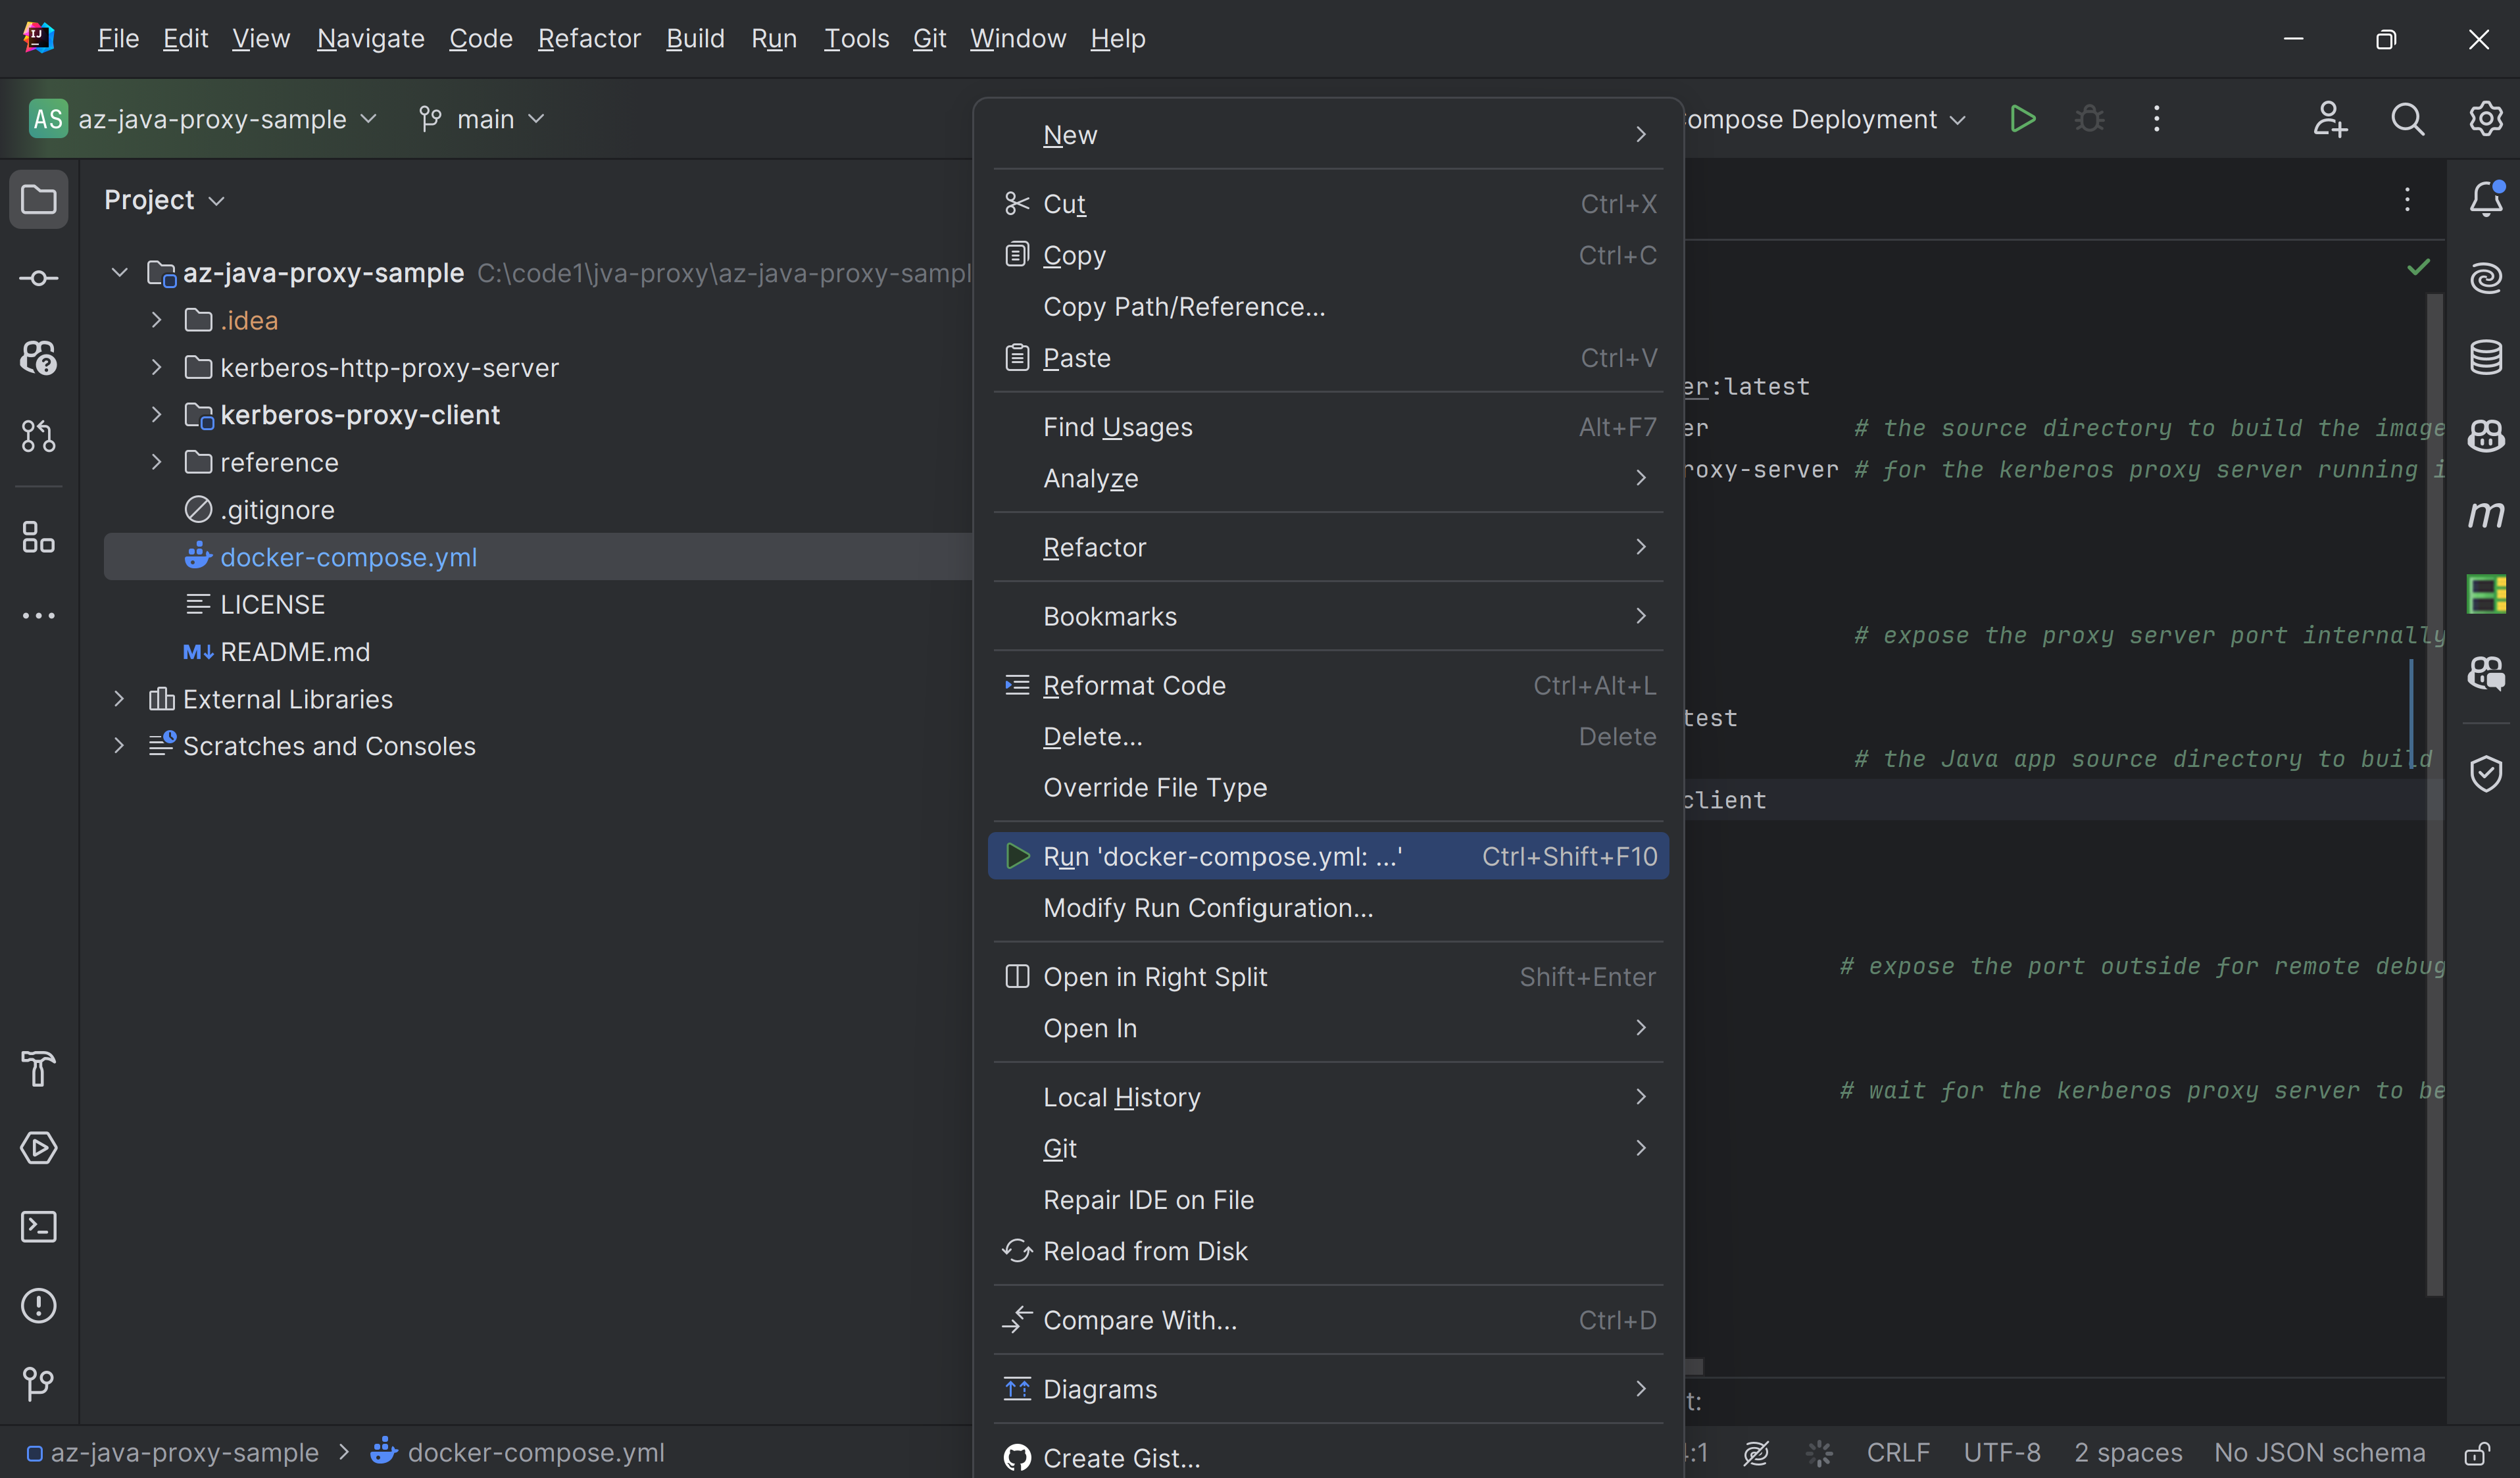 File Edit View Navigate Code Refactor Build Run Tools Git Window Help
AS az-java-proxy-sample main
ompose Deployment
Project
az-java-proxy-sample C:\code1\jva-proxy\az-java-proxy-sampl
.idea
kerberos-http-proxy-server
kerberos-proxy-client
reference
.gitignore
docker-compose.yml
LICENSE
M↓ README.md
External Libraries
Scratches and Consoles
New
Cut Ctrl+X
Copy Ctrl+C
Copy Path/Reference...
Paste Ctrl+V
Find Usages Alt+F7
Analyze
Refactor
Bookmarks
Reformat Code Ctrl+Alt+L
Delete... Delete
Override File Type
Run 'docker-compose.yml: ...' Ctrl+Shift+F10
Modify Run Configuration...
Open in Right Split Shift+Enter
Open In
Local History
Git
Repair IDE on File
Reload from Disk
Compare With... Ctrl+D
Diagrams
Create Gist...
er:latest
er # the source directory to build the image
roxy-server # for the kerberos proxy server running i
# expose the proxy server port internally
test
# the Java app source directory to build
client
# expose the port outside for remote debug
# wait for the kerberos proxy server to be
t:
az-java-proxy-sample > docker-compose.yml
:1 CRLF UTF-8 2 spaces No JSON schema